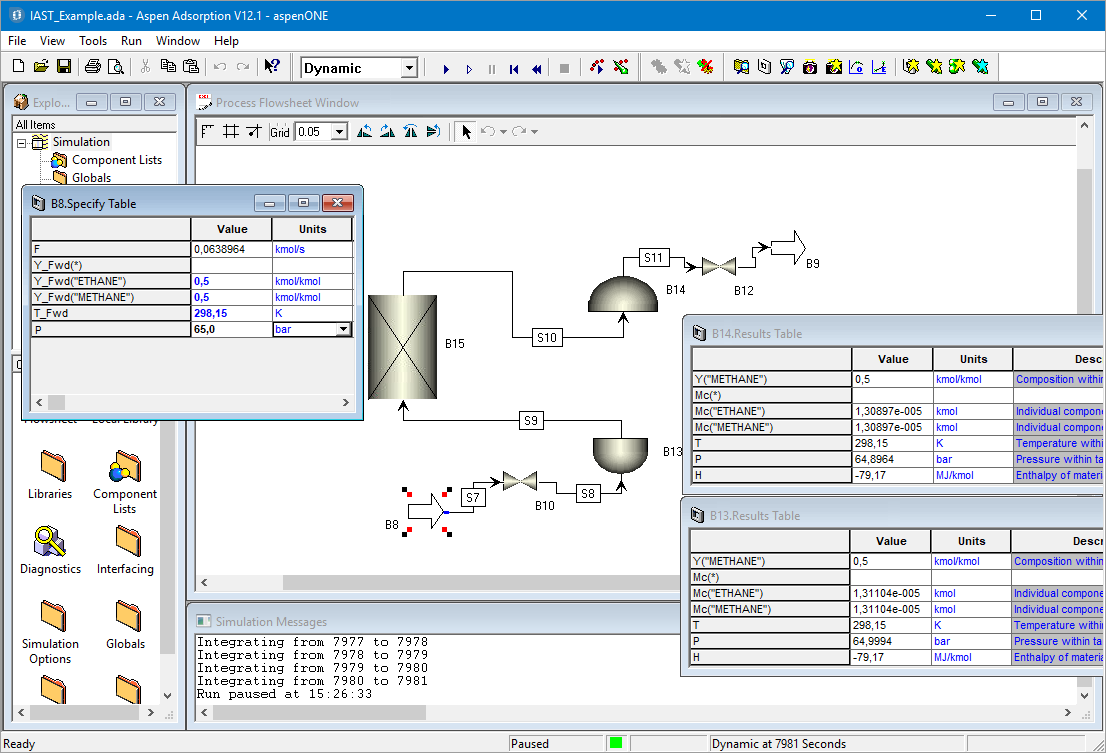 IAST_Example.ada - Aspen Adsorption V12.1 - aspenONE
File View Tools Run Window Help
Dynamic
Explo...
All Items
Simulation
Component Lists
Globals
Process Flowsheet Window
Grid 0.05
B8.Specify Table
Value Units
F 0,0638964 kmol/s
Y_Fwd(*)
Y_Fwd("ETHANE") 0,5 kmol/kmol
Y_Fwd("METHANE") 0,5 kmol/kmol
T_Fwd 298,15 K
P 65,0 bar
Libraries
Component Lists
Diagnostics
Interfacing
Simulation Options
Globals
S11
B9
B14
B12
S10
B15
S9
B13
S7
S8
B10
B8
B14.Results Table
Value Units Desc
Y("METHANE") 0,5 kmol/kmol Composition within
Mc(*)
Mc("ETHANE") 1,30897e-005 kmol Individual compone
Mc("METHANE") 1,30897e-005 kmol Individual compone
T 298,15 K Temperature within
P 64,8964 bar Pressure within ta
H -79,17 MJ/kmol Enthalpy of materia
B13.Results Table
Value Units Descr
Y("METHANE") 0,5 kmol/kmol Composition within
Mc(*)
Mc("ETHANE") 1,31104e-005 kmol Individual compone
Mc("METHANE") 1,31104e-005 kmol Individual compone
T 298,15 K Temperature withi
P 64,9994 bar Pressure within ta
H -79,17 MJ/kmol Enthalpy of materia
Simulation Messages
Integrating from 7977 to 7978
Integrating from 7978 to 7979
Integrating from 7979 to 7980
Integrating from 7980 to 7981
Run paused at 15:26:33
Ready
Paused
Dynamic at 7981 Seconds